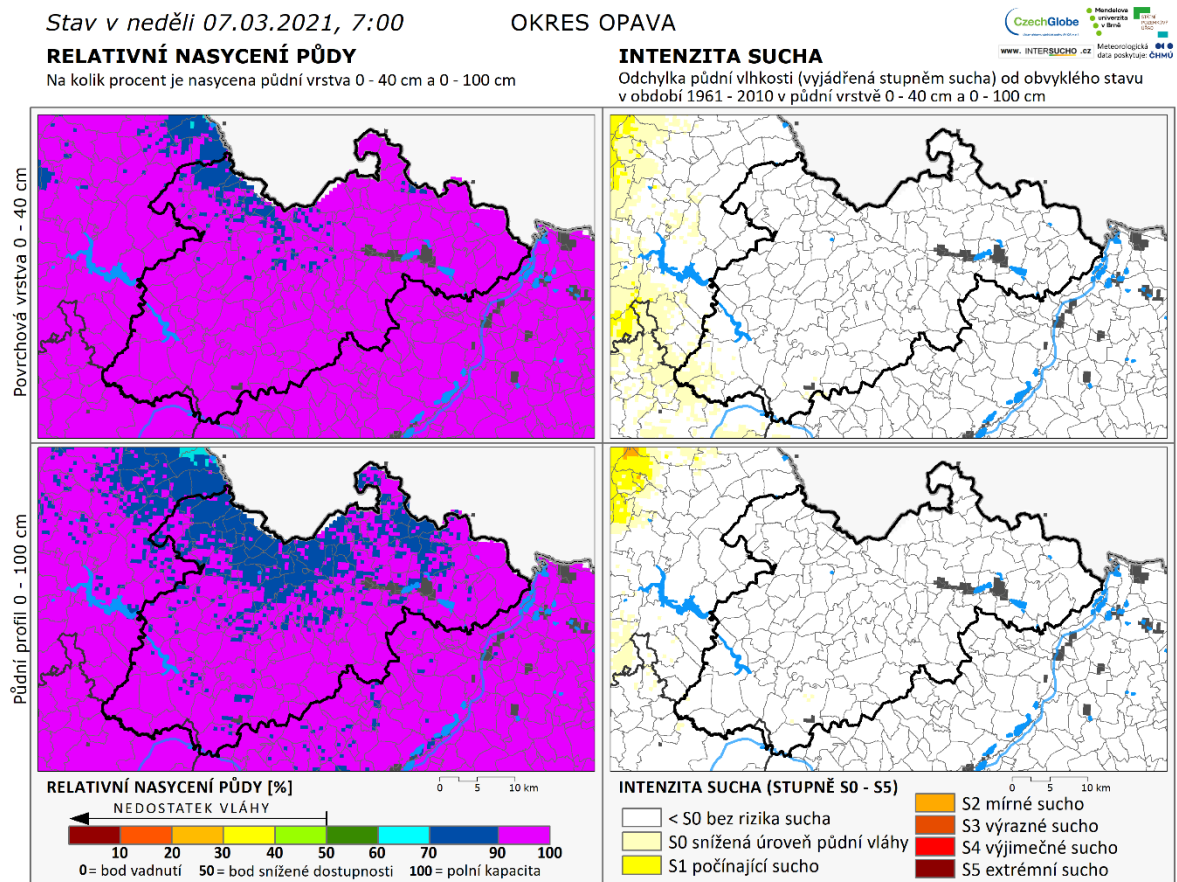 Stav v neděli 07.03.2021, 7:00
OKRES OPAVA
CzechGlobe
Mendelova
univerzita
v Brně
www. INTERSUCHO .cz
Meteorologická
data poskytuje: ČHMÚ
RELATIVNÍ NASYCENÍ PŮDY
Na kolik procent je nasycena půdní vrstva 0 - 40 cm a 0 - 100 cm
INTENZITA SUCHA
Odchylka půdní vlhkosti (vyjádřená stupněm sucha) od obvyklého stavu
v období 1961 - 2010 v půdní vrstvě 0 - 40 cm a 0 - 100 cm
Povrchová vrstva 0 - 40 cm
Půdní profil 0 - 100 cm
RELATIVNÍ NASYCENÍ PŮDY [%]
0 5 10 km
NEDOSTATEK VLÁHY
10 20 30 40 50 60 70 90 100
0 = bod vadnutí 50 = bod snížené dostupnosti 100 = polní kapacita
INTENZITA SUCHA (STUPNĚ S0 - S5)
0 5 10 km
< S0 bez rizika sucha
S0 snížená úroveň půdní vláhy
S1 počínající sucho
S2 mírné sucho
S3 výrazné sucho
S4 výjimečné sucho
S5 extrémní sucho